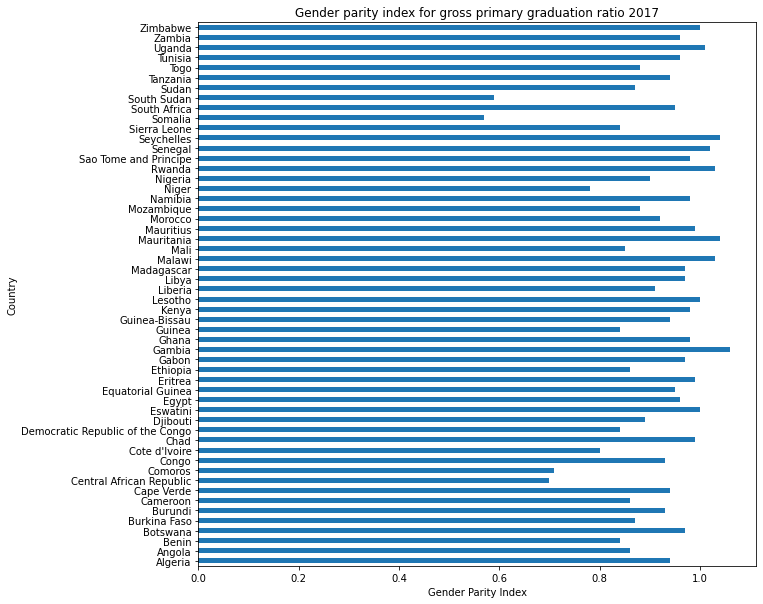 Gender parity index for gross primary graduation ratio 2017
Zimbabwe
Zambia
Uganda
Tunisia
Togo
Tanzania
Sudan
South Sudan
South Africa
Somalia
Sierra Leone
Seychelles
Senegal
Sao Tome and Principe
Rwanda
Nigeria
Niger
Namibia
Mozambique
Morocco
Mauritius
Mauritania
Mali
Malawi
Madagascar
Libya
Liberia
Lesotho
Kenya
Guinea-Bissau
Guinea
Ghana
Gambia
Gabon
Ethiopia
Eritrea
Equatorial Guinea
Egypt
Eswatini
Djibouti
Democratic Republic of the Congo
Chad
Cote d'Ivoire
Congo
Comoros
Central African Republic
Cape Verde
Cameroon
Burundi
Burkina Faso
Botswana
Benin
Angola
Algeria
Country
0.0 0.2 0.4 0.6 0.8 1.0
Gender Parity Index